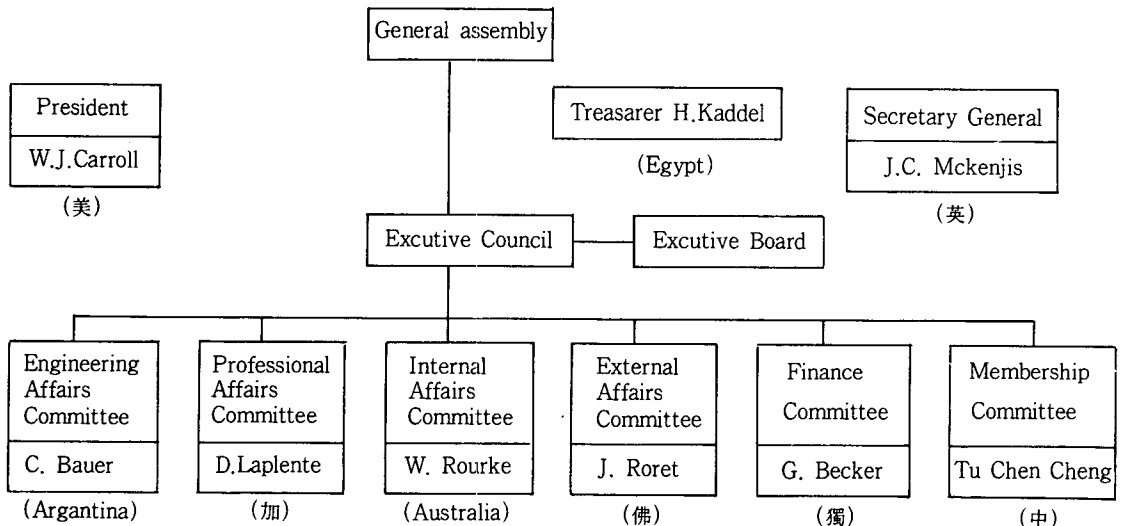 General assembly
President
W.J.Carroll
(美)
Treasarer H.Kaddel
(Egypt)
Secretary General
J.C. Mckenjis
(英)
Excutive Council
Excutive Board
Engineering
Affairs
Committee
C. Bauer
(Argantina)
Professional
Affairs
Committee
D.Laplente
(加)
Internal
Affairs
Committee
W. Rourke
(Australia)
External
Affairs
Committee
J. Roret
(佛)
Finance
Committee
G. Becker
(獨)
Membership
Committee
Tu Chen Cheng
(中)